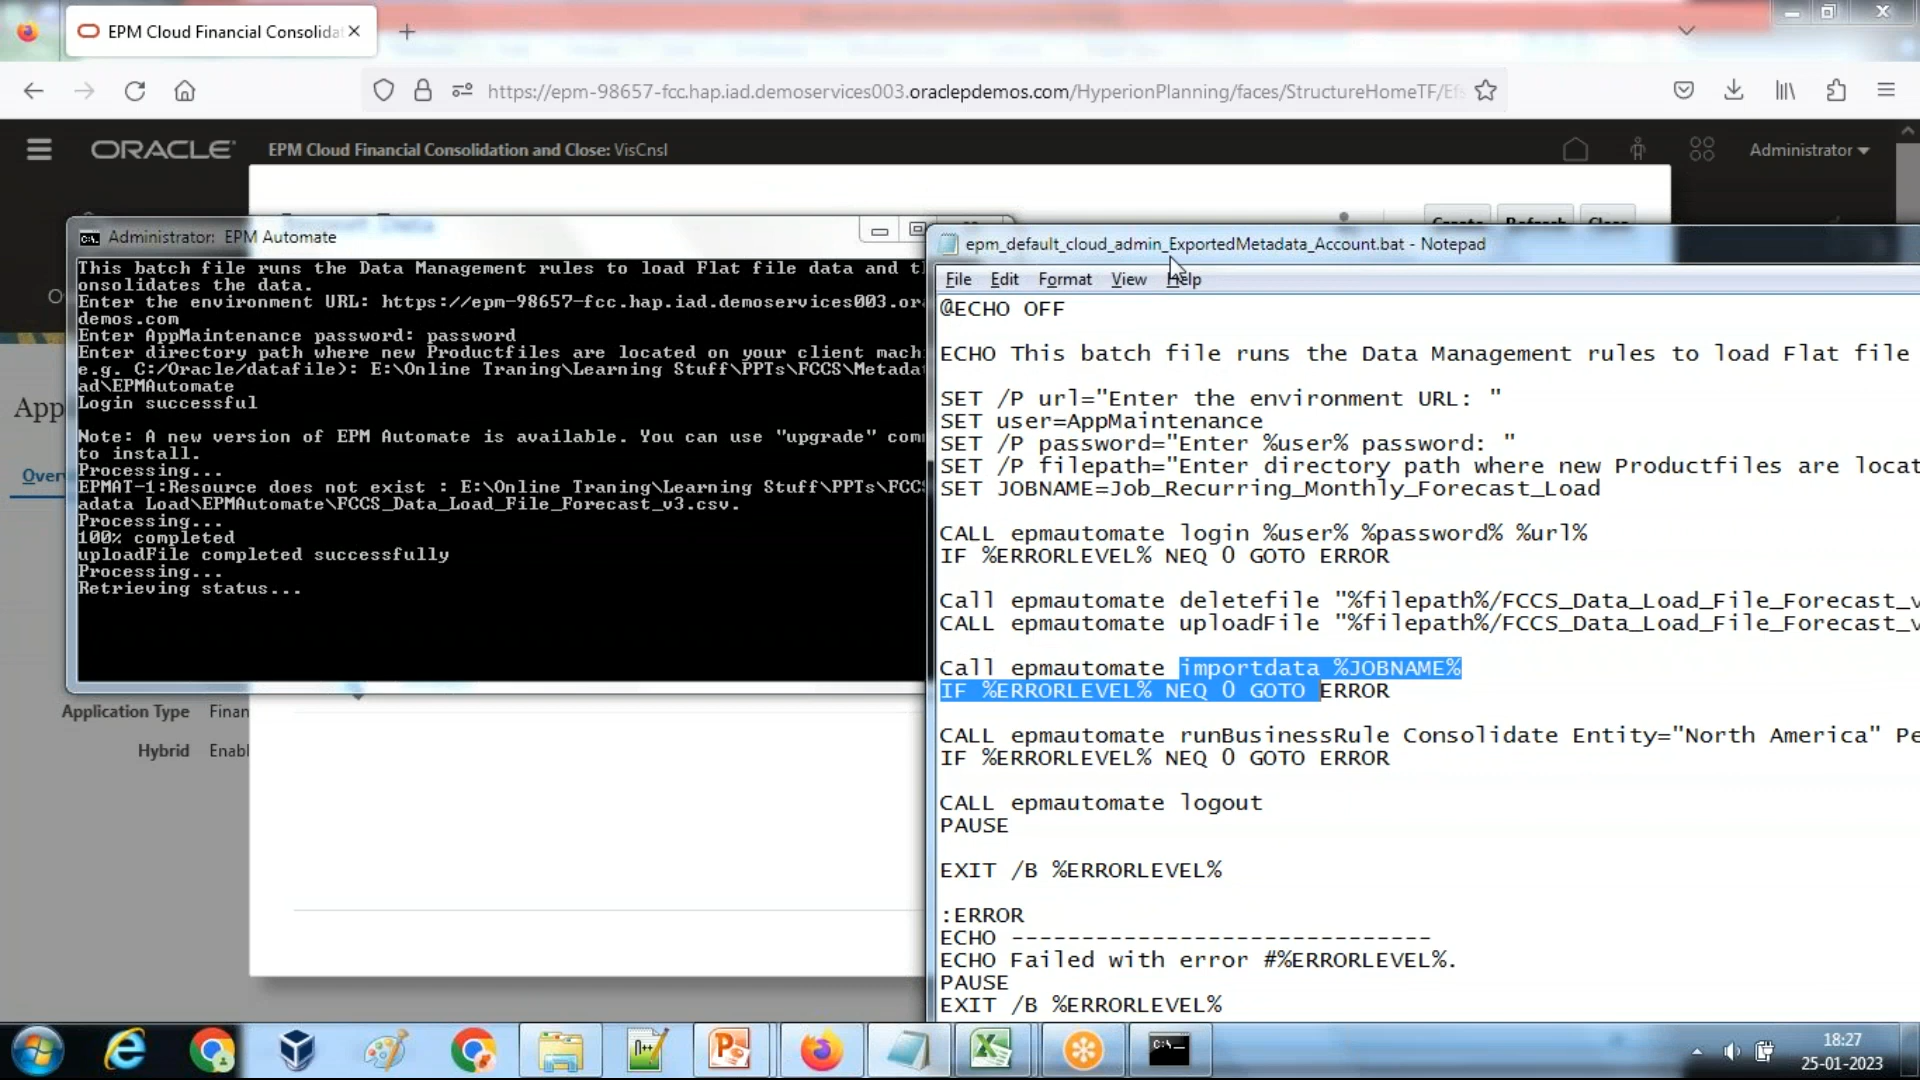 EPM Cloud Financial Consolidat
https://epm-98657-fcc.hap.iad.demoservices003.oraclepdemos.com/HyperionPlanning/faces/StructureHomeTF/Efs
ORACLE
EPM Cloud Financial Consolidation and Close: VisCnsl
Administrator
Administrator: EPM Automate
This batch file runs the Data Management rules to load Flat file data and t
onsolidates the data.
Enter the environment URL: https://epm-98657-fcc.hap.iad.demoservices003.or
demos.com
Enter AppMaintenance password: password
Enter directory path where new Productfiles are located on your client mach
e.g. C:/Oracle/datafile): E:\Online Traning\Learning Stuff\PPTs\FCCS\Metada
ad\EPMAutomate
Login successful
Note: A new version of EPM Automate is available. You can use "upgrade" com
to install.
Processing...
EPMAT-1:Resource does not exist : E:\Online Traning\Learning Stuff\PPTs\FCCS
adata Load\EPMAutomate\FCCS_Data_Load_File_Forecast_v3.csv.
Processing...
100% completed
uploadFile completed successfully
Processing...
Retrieving status...
App
Overv
Application Type Finan
Hybrid Enabl
Create Refresh Close
epm_default_cloud_admin_ExportedMetadata_Account.bat - Notepad
File Edit Format View Help
@ECHO OFF
ECHO This batch file runs the Data Management rules to load Flat file
SET /P url="Enter the environment URL: "
SET user=AppMaintenance
SET /P password="Enter %user% password: "
SET /P filepath="Enter directory path where new Productfiles are locat
SET JOBNAME=Job_Recurring_Monthly_Forecast_Load
CALL epmautomate login %user% %password% %url%
IF %ERRORLEVEL% NEQ 0 GOTO ERROR
Call epmautomate deletefile "%filepath%/FCCS_Data_Load_File_Forecast_v
CALL epmautomate uploadFile "%filepath%/FCCS_Data_Load_File_Forecast_v
Call epmautomate importdata %JOBNAME%
IF %ERRORLEVEL% NEQ 0 GOTO ERROR
CALL epmautomate runBusinessRule Consolidate Entity="North America" Pe
IF %ERRORLEVEL% NEQ 0 GOTO ERROR
CALL epmautomate logout
PAUSE
EXIT /B %ERRORLEVEL%
:ERROR
ECHO ------------------------------
ECHO Failed with error #%ERRORLEVEL%.
PAUSE
EXIT /B %ERRORLEVEL%
18:27
25-01-2023